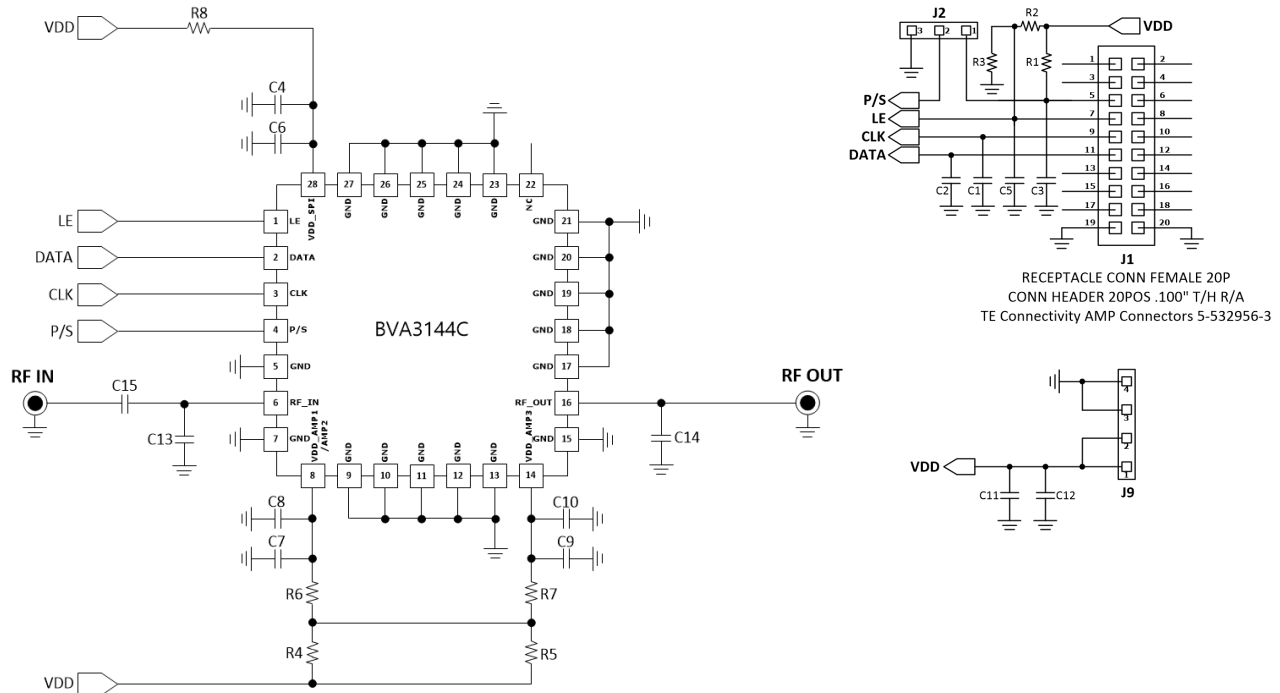 VDD
R8
C4
C6
28
27
26
25
24
23
22
VDD_SPI
GND
GND
GND
GND
GND
NC
LE
1
LE
DATA
2
DATA
CLK
3
CLK
P/S
4
P/S
5
GND
RF IN
C15
6
RF_IN
C13
7
GND
BVA3144C
GND
21
GND
20
GND
19
GND
18
GND
17
RF_OUT
16
RF OUT
GND
15
C14
VDD_AMP1
/AMP2
GND
GND
GND
GND
GND
VDD_AMP3
8
9
10
11
12
13
14
C8
C10
C7
C9
R6
R7
R4
R5
VDD
J2
3
2
1
R2
VDD
R3
R1
P/S
LE
CLK
DATA
C2
C1
C5
C3
1
2
3
4
5
6
7
8
9
10
11
12
13
14
15
16
17
18
19
20
J1
RECEPTACLE CONN FEMALE 20P
CONN HEADER 20POS .100" T/H R/A
TE Connectivity AMP Connectors 5-532956-3
4
3
2
1
VDD
C11
C12
J9